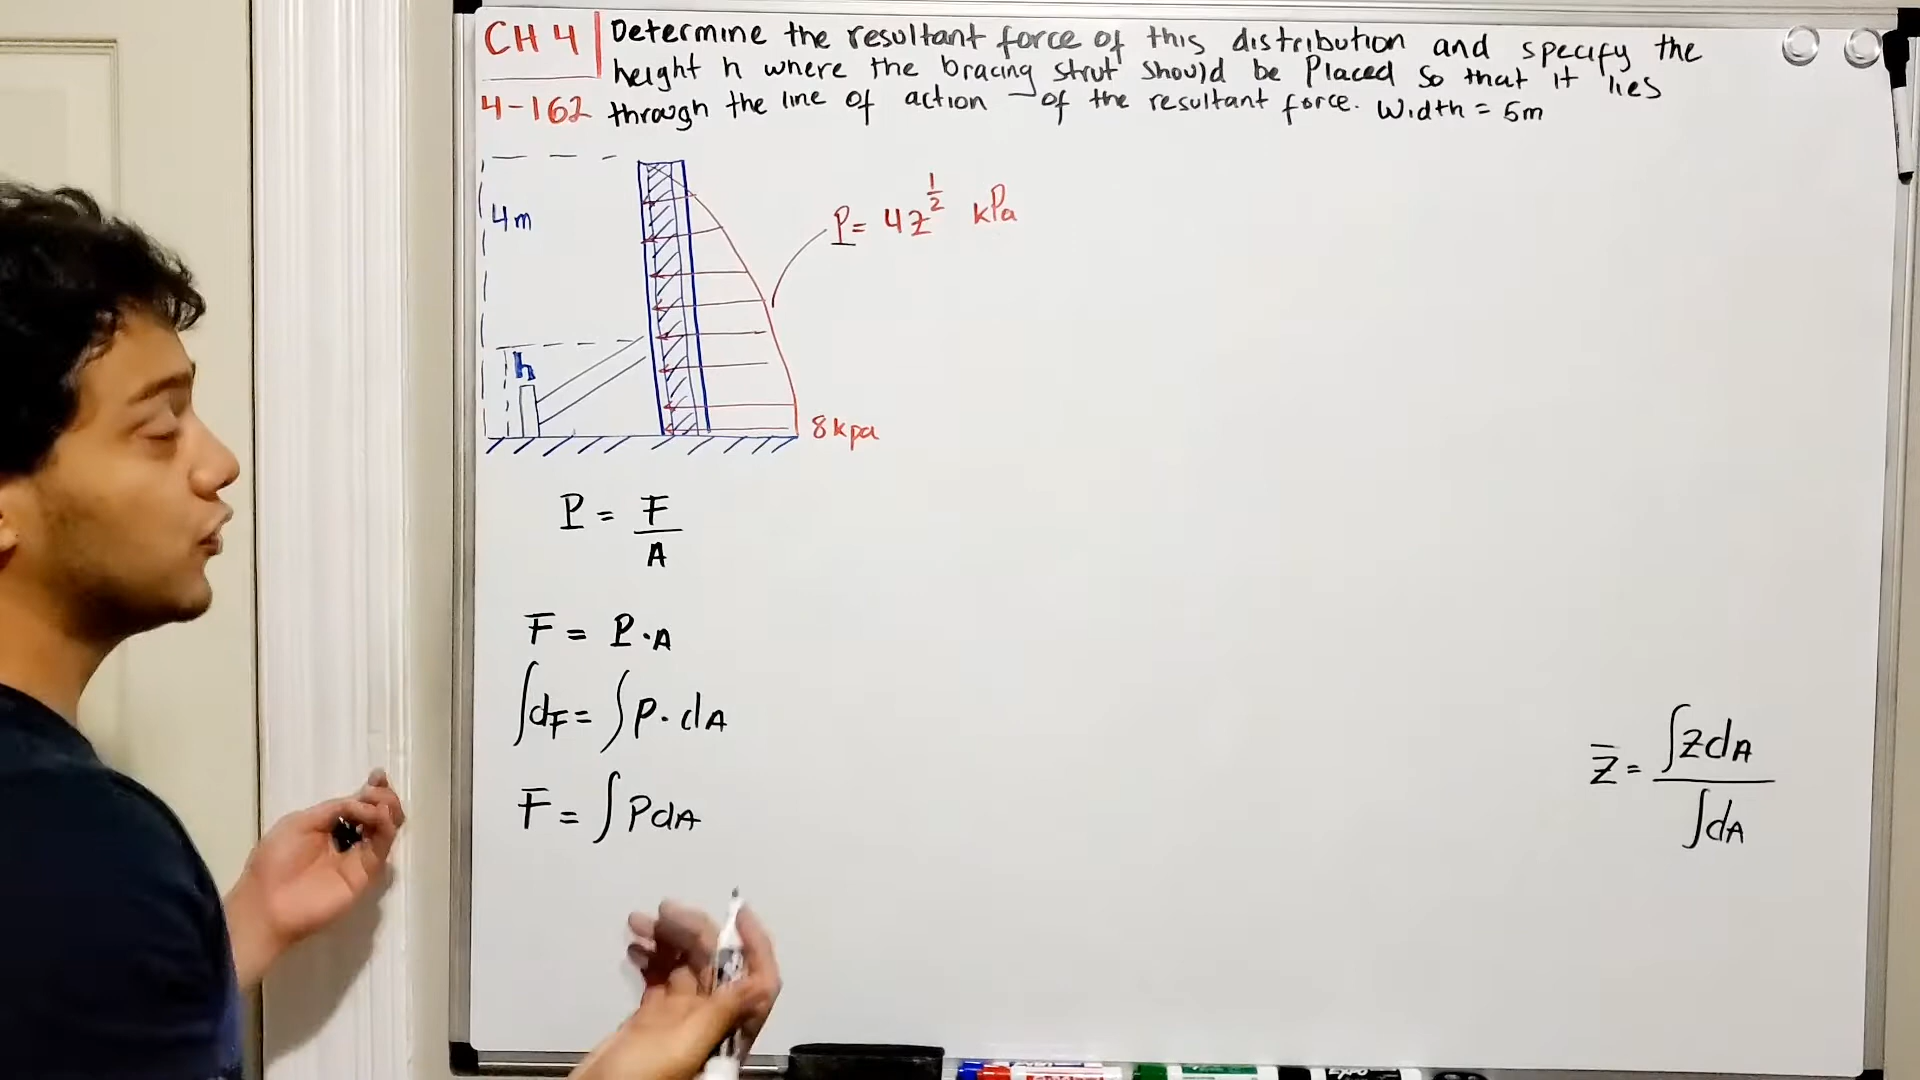 CH 4
4-162
Determine the resultant force of this distribution and specify the
height h where the bracing strut should be placed so that it lies
through the line of action of the resultant force. Width = 5m
4m
h
P = 4z^1/2 kPa
8kpa
P = F/A
F = P·A
∫dF = ∫P·dA
F = ∫PdA
z̄ = ∫zdA / ∫dA
EXPO